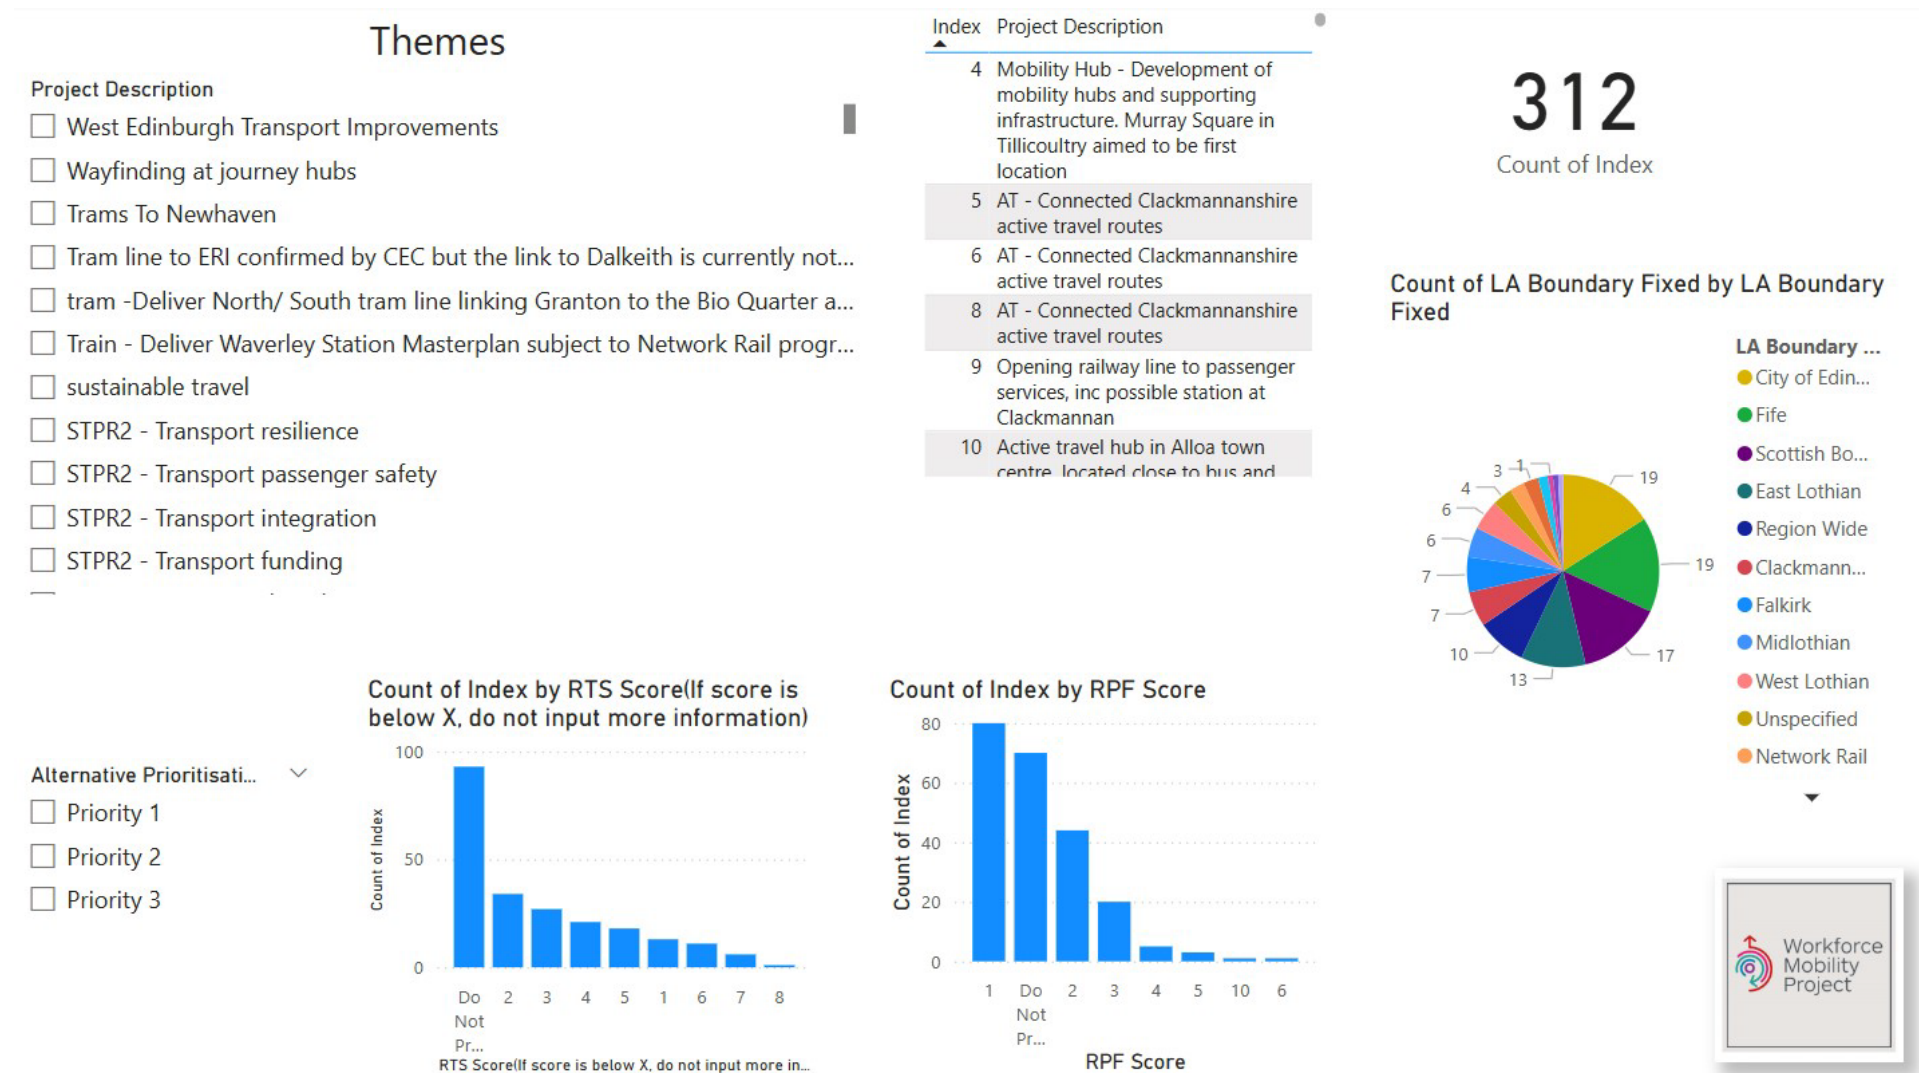 Themes
Project Description
West Edinburgh Transport Improvements
Wayfinding at journey hubs
Trams To Newhaven
Tram line to ERI confirmed by CEC but the link to Dalkeith is currently not...
tram -Deliver North/ South tram line linking Granton to the Bio Quarter a...
Train - Deliver Waverley Station Masterplan subject to Network Rail progr...
sustainable travel
STPR2 - Transport resilience
STPR2 - Transport passenger safety
STPR2 - Transport integration
STPR2 - Transport funding
Index Project Description
4 Mobility Hub - Development of
mobility hubs and supporting
infrastructure. Murray Square in
Tillicoultry aimed to be first
location
5 AT - Connected Clackmannanshire
active travel routes
6 AT - Connected Clackmannanshire
active travel routes
8 AT - Connected Clackmannanshire
active travel routes
9 Opening railway line to passenger
services, inc possible station at
Clackmannan
10 Active travel hub in Alloa town
centre, located close to bus and
312
Count of Index
Count of LA Boundary Fixed by LA Boundary
Fixed
LA Boundary ...
City of Edin...
Fife
Scottish Bo...
East Lothian
Region Wide
Clackmann...
Falkirk
Midlothian
West Lothian
Unspecified
Network Rail
19
19
17
13
10
7
7
6
6
4
3
1
Alternative Prioritisati...
Priority 1
Priority 2
Priority 3
Count of Index by RTS Score(If score is
below X, do not input more information)
Count of Index
100
50
0
Do 2 3 4 5 1 6 7 8
Not
Pr...
RTS Score(If score is below X, do not input more in...
Count of Index by RPF Score
Count of Index
80
60
40
20
0
1 Do 2 3 4 5 10 6
Not
Pr...
RPF Score
Workforce
Mobility
Project